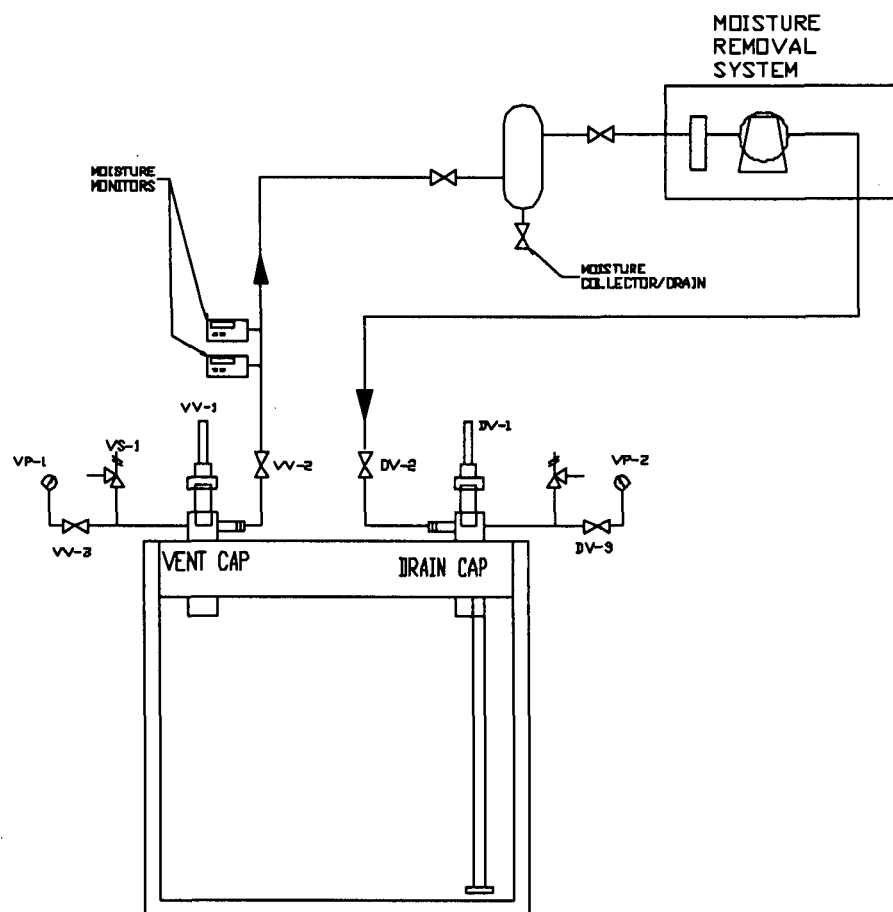 MOISTURE
REMOVAL
SYSTEM
MOISTURE
MONITORS
MOISTURE
COLLECTOR/DRAIN
VV-1
DV-1
VS-1
VP-1
VV-2
DV-2
VP-2
VV-3
DV-3
VENT CAP
DRAIN CAP